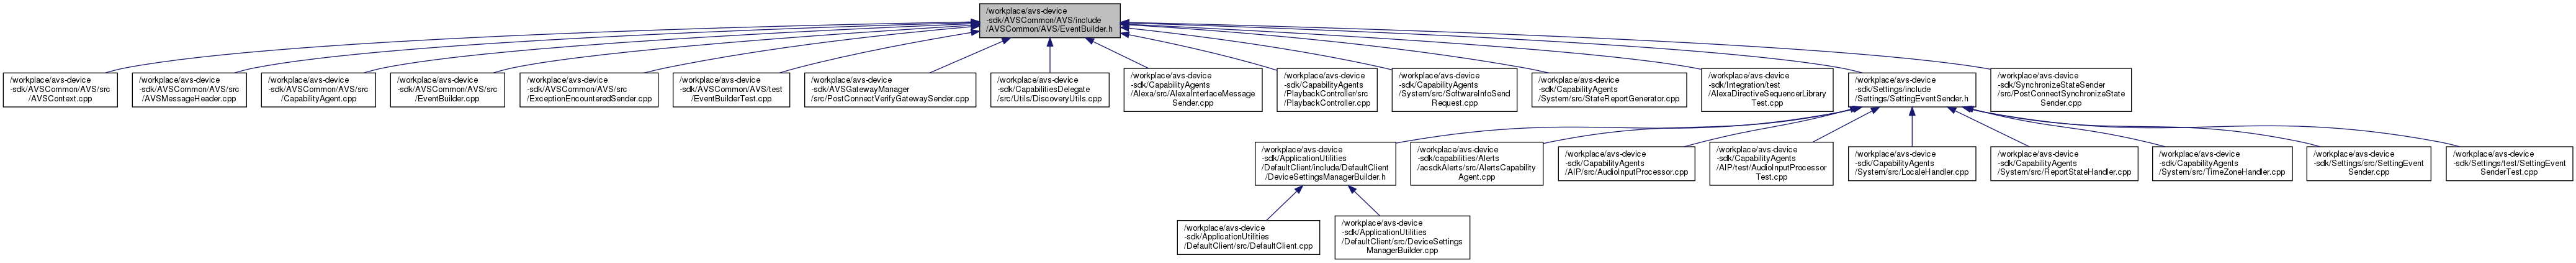 /workplace/avs-device
-sdk/AVSCommon/AVS/include
/AVSCommon/AVS/EventBuilder.h
/workplace/avs-device
-sdk/AVSCommon/AVS/src
/AVSContext.cpp
/workplace/avs-device
-sdk/AVSCommon/AVS/src
/AVSMessageHeader.cpp
/workplace/avs-device
-sdk/AVSCommon/AVS/src
/CapabilityAgent.cpp
/workplace/avs-device
-sdk/AVSCommon/AVS/src
/EventBuilder.cpp
/workplace/avs-device
-sdk/AVSCommon/AVS/src
/ExceptionEncounteredSender.cpp
/workplace/avs-device
-sdk/AVSCommon/AVS/test
/EventBuilderTest.cpp
/workplace/avs-device
-sdk/AVSGatewayManager
/src/PostConnectVerifyGatewaySender.cpp
/workplace/avs-device
-sdk/CapabilitiesDelegate
/src/Utils/DiscoveryUtils.cpp
/workplace/avs-device
-sdk/CapabilityAgents
/Alexa/src/AlexaInterfaceMessage
Sender.cpp
/workplace/avs-device
-sdk/CapabilityAgents
/PlaybackController/src
/PlaybackController.cpp
/workplace/avs-device
-sdk/CapabilityAgents
/System/src/SoftwareInfoSend
Request.cpp
/workplace/avs-device
-sdk/CapabilityAgents
/System/src/StateReportGenerator.cpp
/workplace/avs-device
-sdk/Integration/test
/AlexaDirectiveSequencerLibrary
Test.cpp
/workplace/avs-device
-sdk/Settings/include
/Settings/SettingEventSender.h
/workplace/avs-device
-sdk/SynchronizeStateSender
/src/PostConnectSynchronizeState
Sender.cpp
/workplace/avs-device
-sdk/ApplicationUtilities
/DefaultClient/include/DefaultClient
/DeviceSettingsManagerBuilder.h
/workplace/avs-device
-sdk/capabilities/Alerts
/acsdkAlerts/src/AlertsCapability
Agent.cpp
/workplace/avs-device
-sdk/CapabilityAgents
/AIP/src/AudioInputProcessor.cpp
/workplace/avs-device
-sdk/CapabilityAgents
/AIP/test/AudioInputProcessor
Test.cpp
/workplace/avs-device
-sdk/CapabilityAgents
/System/src/LocaleHandler.cpp
/workplace/avs-device
-sdk/CapabilityAgents
/System/src/ReportStateHandler.cpp
/workplace/avs-device
-sdk/CapabilityAgents
/System/src/TimeZoneHandler.cpp
/workplace/avs-device
-sdk/Settings/src/SettingEvent
Sender.cpp
/workplace/avs-device
-sdk/Settings/test/SettingEvent
SenderTest.cpp
/workplace/avs-device
-sdk/ApplicationUtilities
/DefaultClient/src/DefaultClient.cpp
/workplace/avs-device
-sdk/ApplicationUtilities
/DefaultClient/src/DeviceSettings
ManagerBuilder.cpp